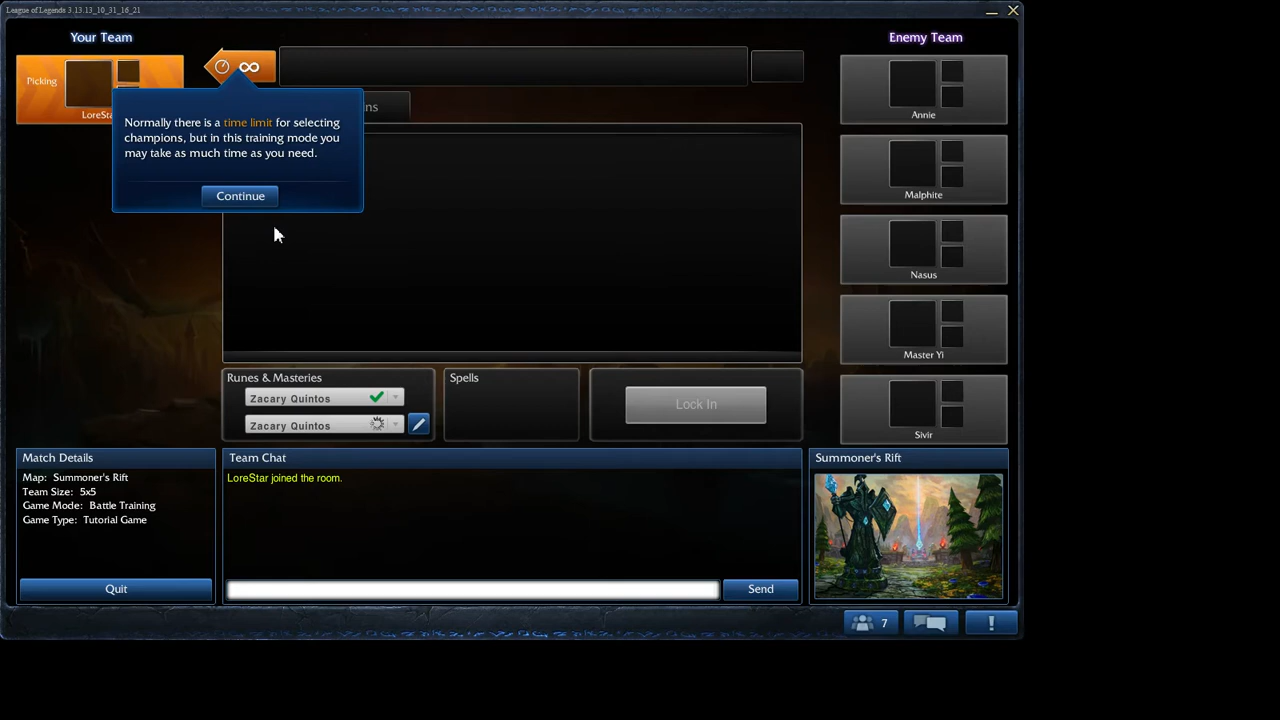 League of Legends 3.13.13_10_31_16_21
Your Team
Enemy Team
Picking
∞
LoreSta
ns
Normally there is a time limit for selecting
champions, but in this training mode you
may take as much time as you need.
Continue
Annie
Malphite
Nasus
Master Yi
Sivir
Runes & Masteries
Zacary Quintos
Zacary Quintos
Spells
Lock In
Match Details
Map: Summoner's Rift
Team Size: 5x5
Game Mode: Battle Training
Game Type: Tutorial Game
Quit
Team Chat
LoreStar joined the room.
Send
Summoner's Rift
7
!